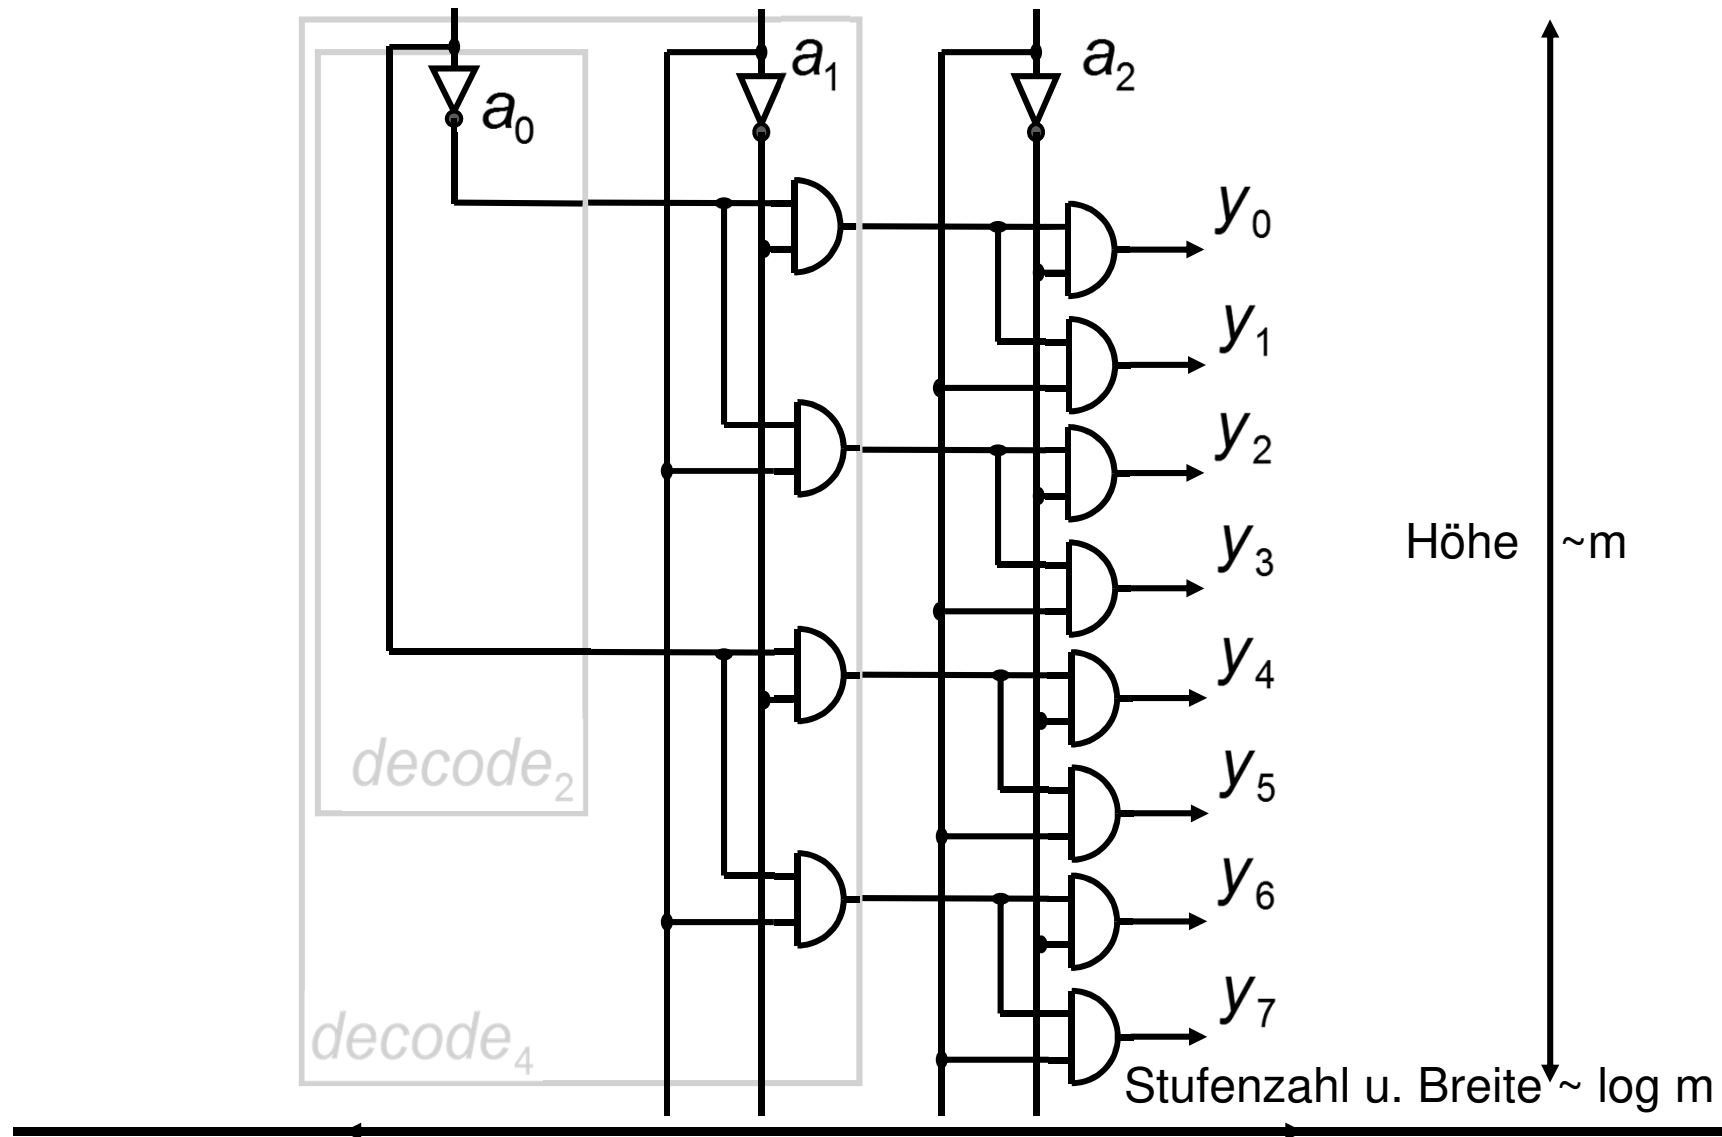 a0
a1
a2
y0
y1
y2
y3
Höhe ~m
y4
y5
decode2
y6
y7
decode4
Stufenzahl u. Breite ~ log m